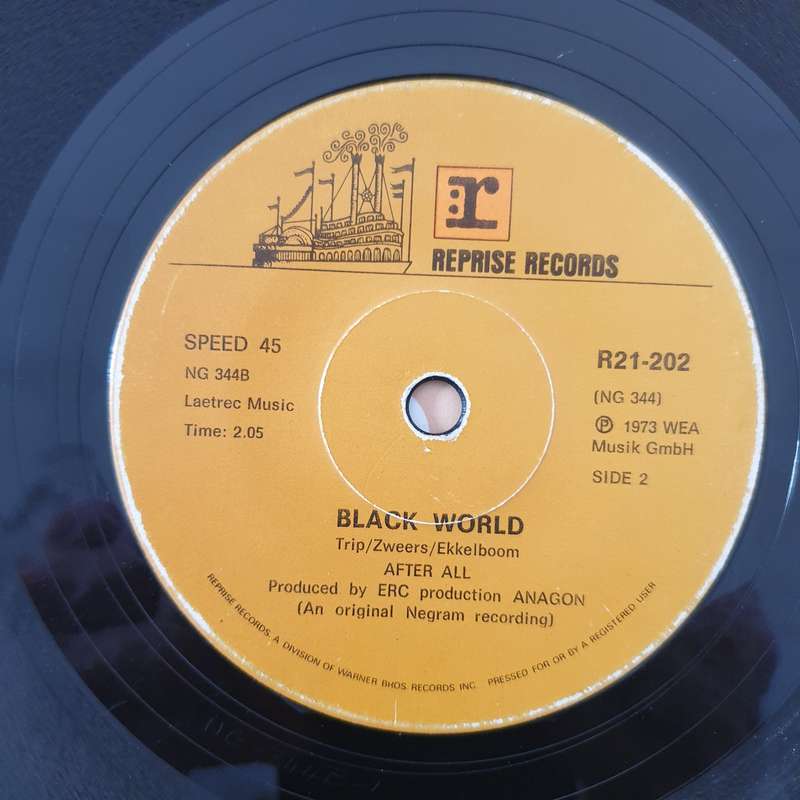 r
REPRISE RECORDS
SPEED 45
NG 344B
Laetrec Music
Time: 2.05
R21-202
(NG 344)
Ⓟ 1973 WEA
Musik GmbH
SIDE 2
BLACK WORLD
Trip/Zweers/Ekkelboom
AFTER ALL
Produced by ERC production ANAGON
(An original Negram recording)
REPRISE RECORDS, A DIVISION OF WARNER BROS RECORDS INC. PRESSED FOR OR BY A REGISTERED USER